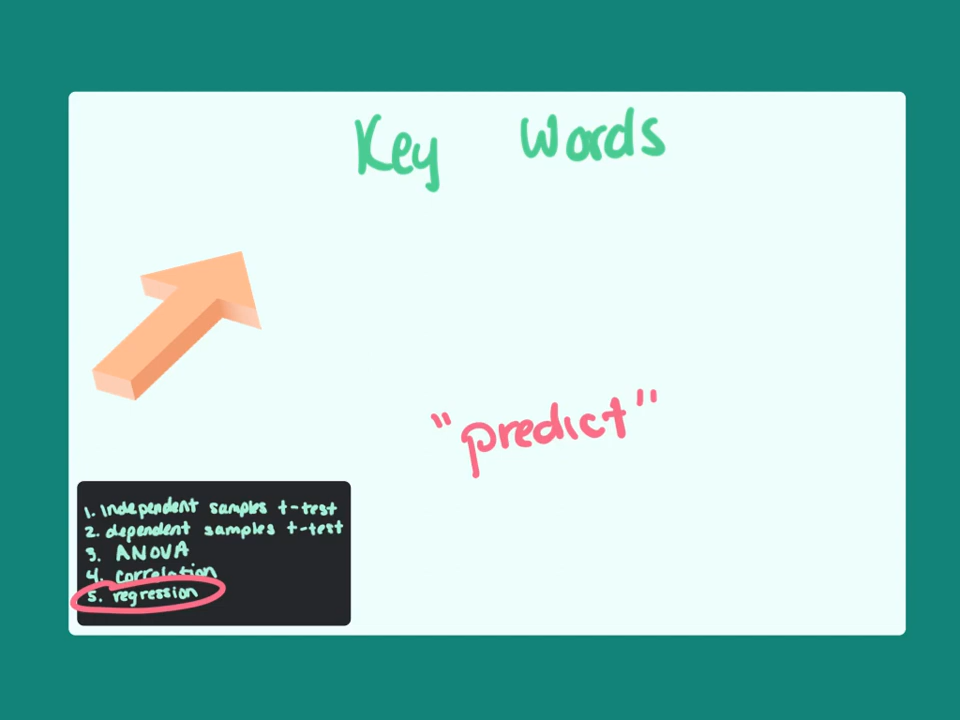 Key Words
"predict"
1. Independent samples t-test
2. dependent samples t-test
3. ANOVA
4. correlation
5. regression